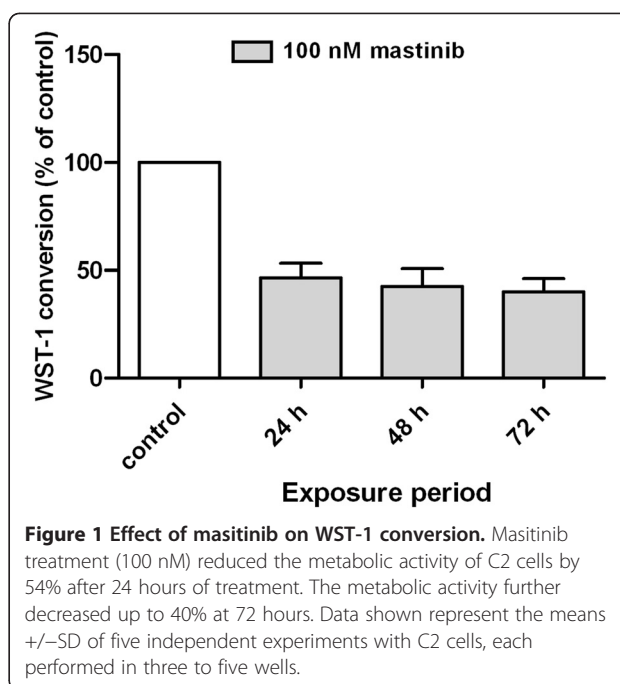 150
100 nM mastinib
100
50
0
WST-1 conversion (% of control)
control
24 h
48 h
72 h
Exposure period
Figure 1 Effect of masitinib on WST-1 conversion. Masitinib
treatment (100 nM) reduced the metabolic activity of C2 cells by
54% after 24 hours of treatment. The metabolic activity further
decreased up to 40% at 72 hours. Data shown represent the means
+/−SD of five independent experiments with C2 cells, each
performed in three to five wells.